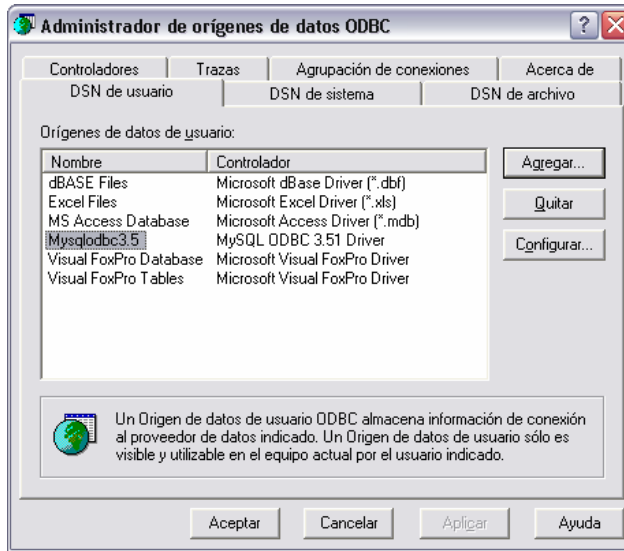 Administrador de orígenes de datos ODBC
Controladores Trazas Agrupación de conexiones Acerca de
DSN de usuario DSN de sistema DSN de archivo
Orígenes de datos de usuario:
Nombre Controlador
dBASE Files Microsoft dBase Driver (*.dbf)
Excel Files Microsoft Excel Driver (*.xls)
MS Access Database Microsoft Access Driver (*.mdb)
Mysqlodbc3.5 MySQL ODBC 3.51 Driver
Visual FoxPro Database Microsoft Visual FoxPro Driver
Visual FoxPro Tables Microsoft Visual FoxPro Driver
Agregar...
Quitar
Configurar...
Un Origen de datos de usuario ODBC almacena información de conexión
al proveedor de datos indicado. Un Origen de datos de usuario sólo es
visible y utilizable en el equipo actual por el usuario indicado.
Aceptar Cancelar Aplicar Ayuda